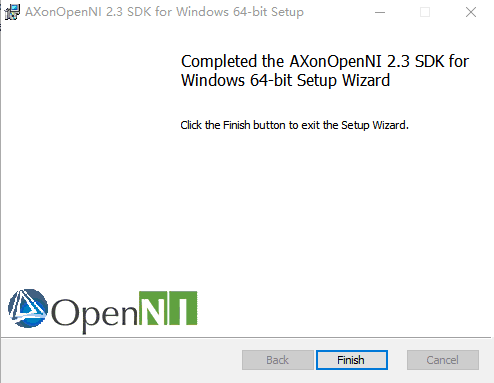 AXonOpenNI 2.3 SDK for Windows 64-bit Setup
Completed the AXonOpenNI 2.3 SDK for
Windows 64-bit Setup Wizard
Click the Finish button to exit the Setup Wizard.
OpenNI
Back
Finish
Cancel